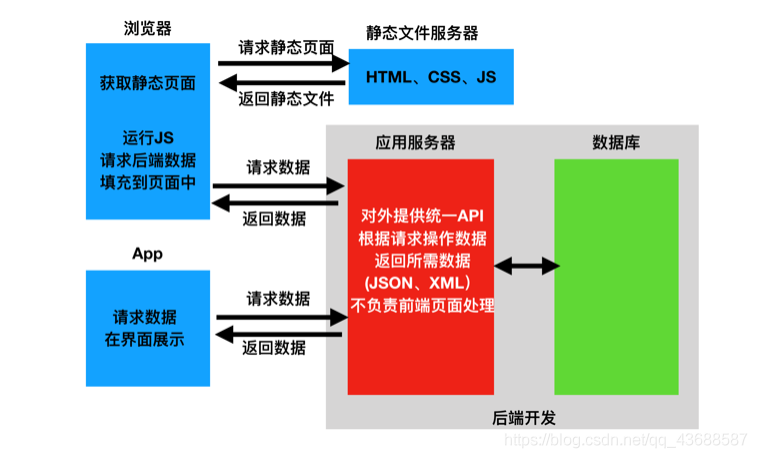 浏览器
获取静态页面
运行JS
请求后端数据
填充到页面中
请求静态页面
返回静态文件
静态文件服务器
HTML、CSS、JS
请求数据
返回数据
应用服务器
对外提供统一API
根据请求操作数据
返回所需数据
(JSON、XML）
不负责前端页面处理
数据库
App
请求数据
在界面展示
请求数据
返回数据
后端开发
https://blog.csdn.net/qq_43688587